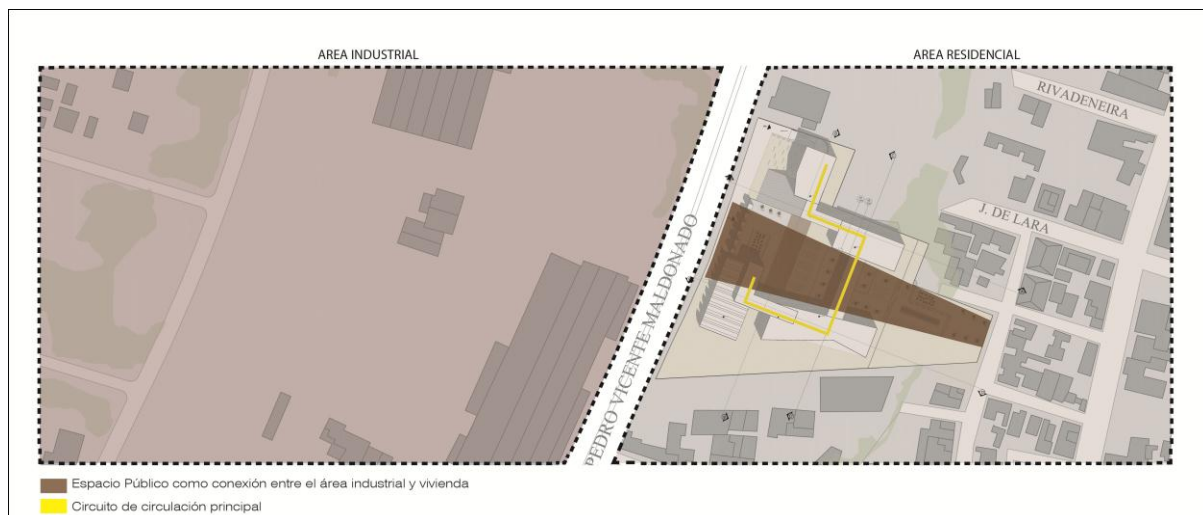 AREA INDUSTRIAL
AREA RESIDENCIAL
RIVADENEIRA
J. DE LARA
PEDRO VICENTE MALDONADO
Espacio Público como conexión entre el área industrial y vivienda
Circuito de circulación principal